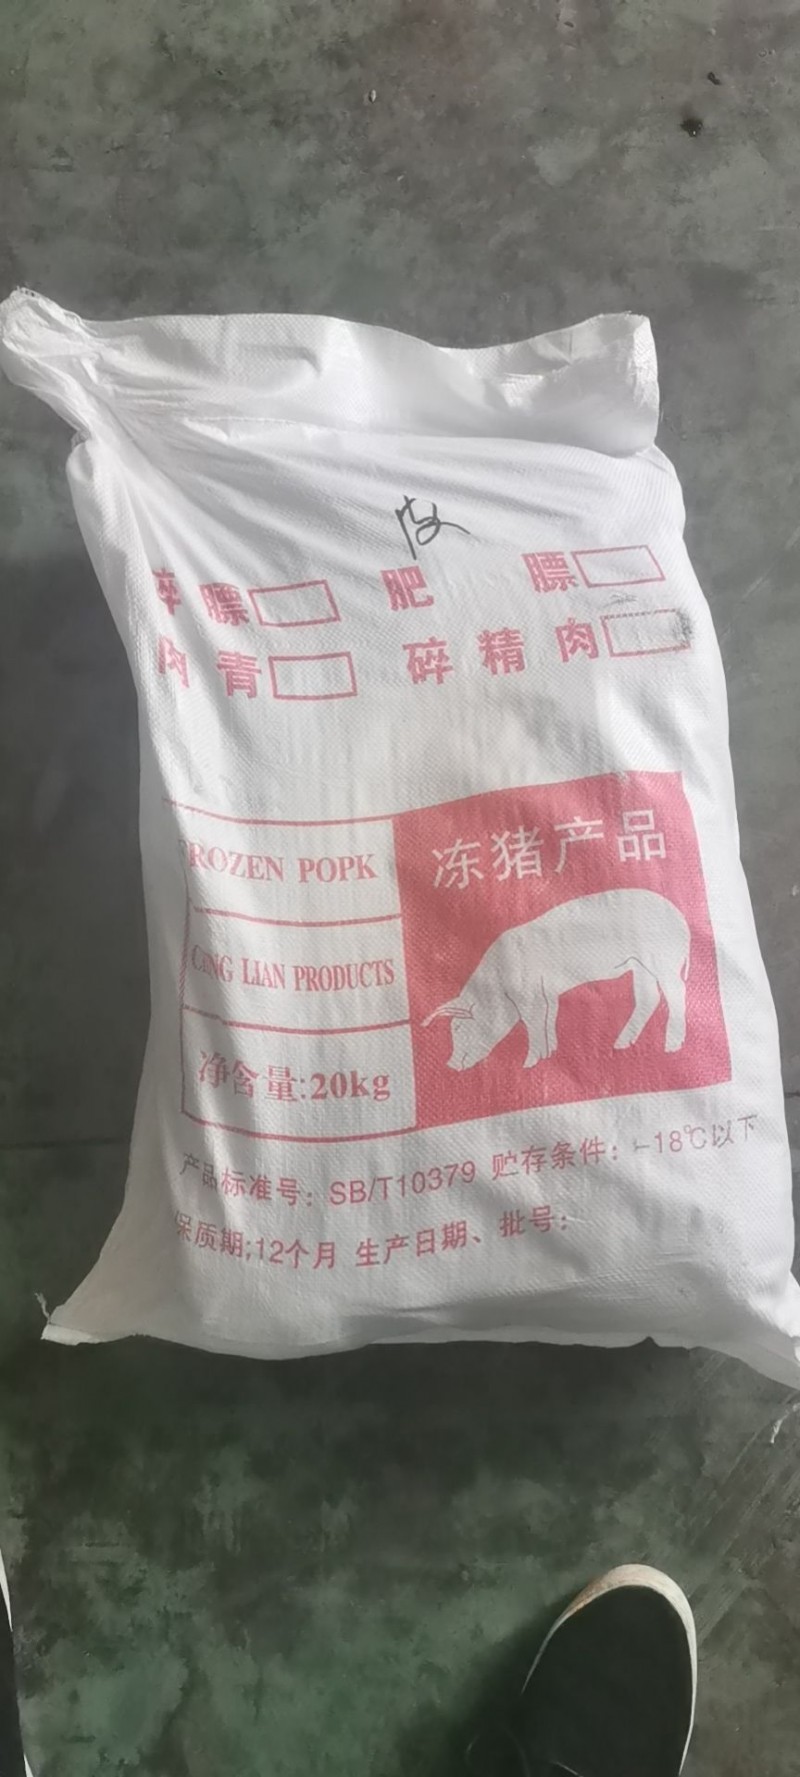 皮
碎膘 肥 膘
肉青 碎精肉
冻猪产品
FROZEN POPK
LIAN PRODUCTS
净含量:20kg
产品标准号: SB/T10379 贮存条件: -18℃以下
保质期;12个月 生产日期、批号: